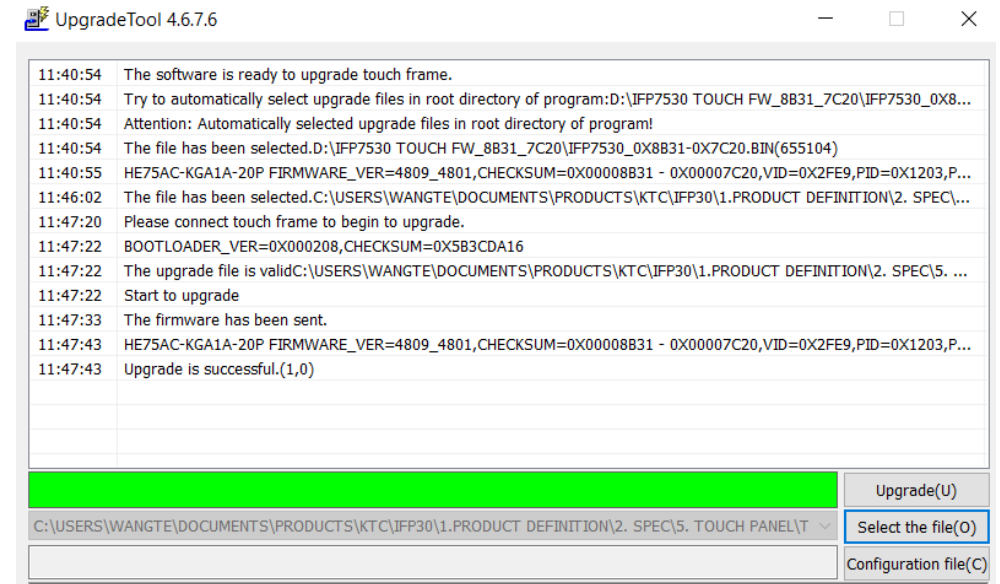 UpgradeTool 4.6.7.6
11:40:54 The software is ready to upgrade touch frame.
11:40:54 Try to automatically select upgrade files in root directory of program:D:\IFP7530 TOUCH FW_8B31_7C20\IFP7530_0X8...
11:40:54 Attention: Automatically selected upgrade files in root directory of program!
11:40:54 The file has been selected.D:\IFP7530 TOUCH FW_8B31_7C20\IFP7530_0X8B31-0X7C20.BIN(655104)
11:40:55 HE75AC-KGA1A-20P FIRMWARE_VER=4809_4801,CHECKSUM=0X00008B31 - 0X00007C20,VID=0X2FE9,PID=0X1203,P...
11:46:02 The file has been selected.C:\USERS\WANGTE\DOCUMENTS\PRODUCTS\KTC\IFP30\1.PRODUCT DEFINITION\2. SPEC\...
11:47:20 Please connect touch frame to begin to upgrade.
11:47:22 BOOTLOADER_VER=0X000208,CHECKSUM=0X5B3CDA16
11:47:22 The upgrade file is validC:\USERS\WANGTE\DOCUMENTS\PRODUCTS\KTC\IFP30\1.PRODUCT DEFINITION\2. SPEC\5. ...
11:47:22 Start to upgrade
11:47:33 The firmware has been sent.
11:47:43 HE75AC-KGA1A-20P FIRMWARE_VER=4809_4801,CHECKSUM=0X00008B31 - 0X00007C20,VID=0X2FE9,PID=0X1203,P...
11:47:43 Upgrade is successful.(1,0)
Upgrade(U)
C:\USERS\WANGTE\DOCUMENTS\PRODUCTS\KTC\IFP30\1.PRODUCT DEFINITION\2. SPEC\5. TOUCH PANEL\T
Select the file(O)
Configuration file(C)